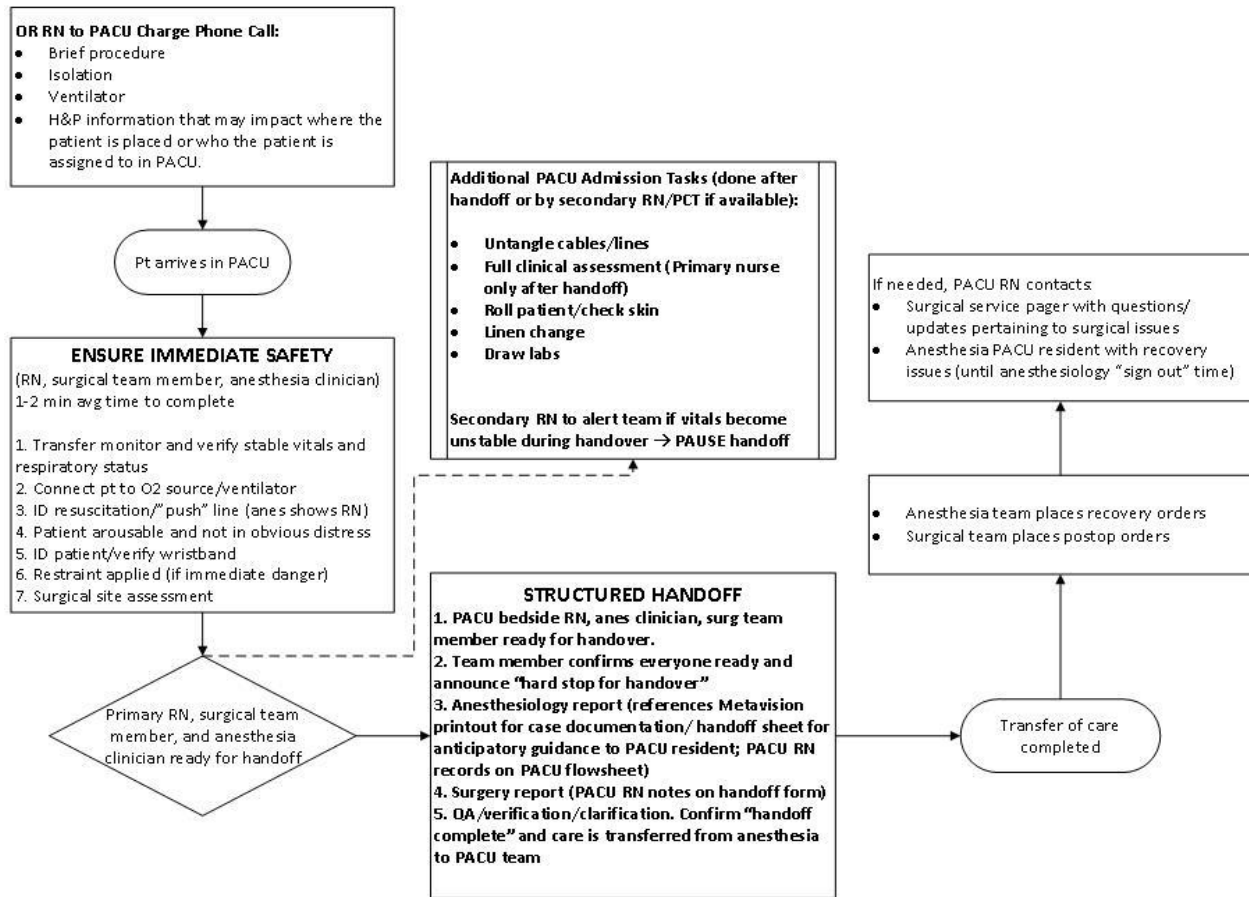 OR RN to PACU Charge Phone Call:
● Brief procedure
● Isolation
● Ventilator
● H&P information that may impact where the
patient is placed or who the patient is
assigned to in PACU.
Pt arrives in PACU
ENSURE IMMEDIATE SAFETY
(RN, surgical team member, anesthesia clinician)
1-2 min avg time to complete
1. Transfer monitor and verify stable vitals and
respiratory status
2. Connect pt to O2 source/ventilator
3. ID resuscitation/"push" line (anes shows RN)
4. Patient arousable and not in obvious distress
5. ID patient/verify wristband
6. Restraint applied (if immediate danger)
7. Surgical site assessment
Primary RN, surgical team
member, and anesthesia
clinician ready for handoff
Additional PACU Admission Tasks (done after
handoff or by secondary RN/PCT if available):
● Untangle cables/lines
● Full clinical assessment (Primary nurse
only after handoff)
● Roll patient/check skin
● Linen change
● Draw labs
Secondary RN to alert team if vitals become
unstable during handover → PAUSE handoff
STRUCTURED HANDOFF
1. PACU bedside RN, anes clinician, surg team
member ready for handover.
2. Team member confirms everyone ready and
announce "hard stop for handover"
3. Anesthesiology report (references Metavision
printout for case documentation/ handoff sheet for
anticipatory guidance to PACU resident; PACU RN
records on PACU flowsheet)
4. Surgery report (PACU RN notes on handoff form)
5. QA/verification/clarification. Confirm "handoff
complete" and care is transferred from anesthesia
to PACU team
Transfer of care
completed
● Anesthesia team places recovery orders
● Surgical team places postop orders
If needed, PACU RN contacts:
● Surgical service pager with questions/
updates pertaining to surgical issues
● Anesthesia PACU resident with recovery
issues (until anesthesiology "sign out" time)